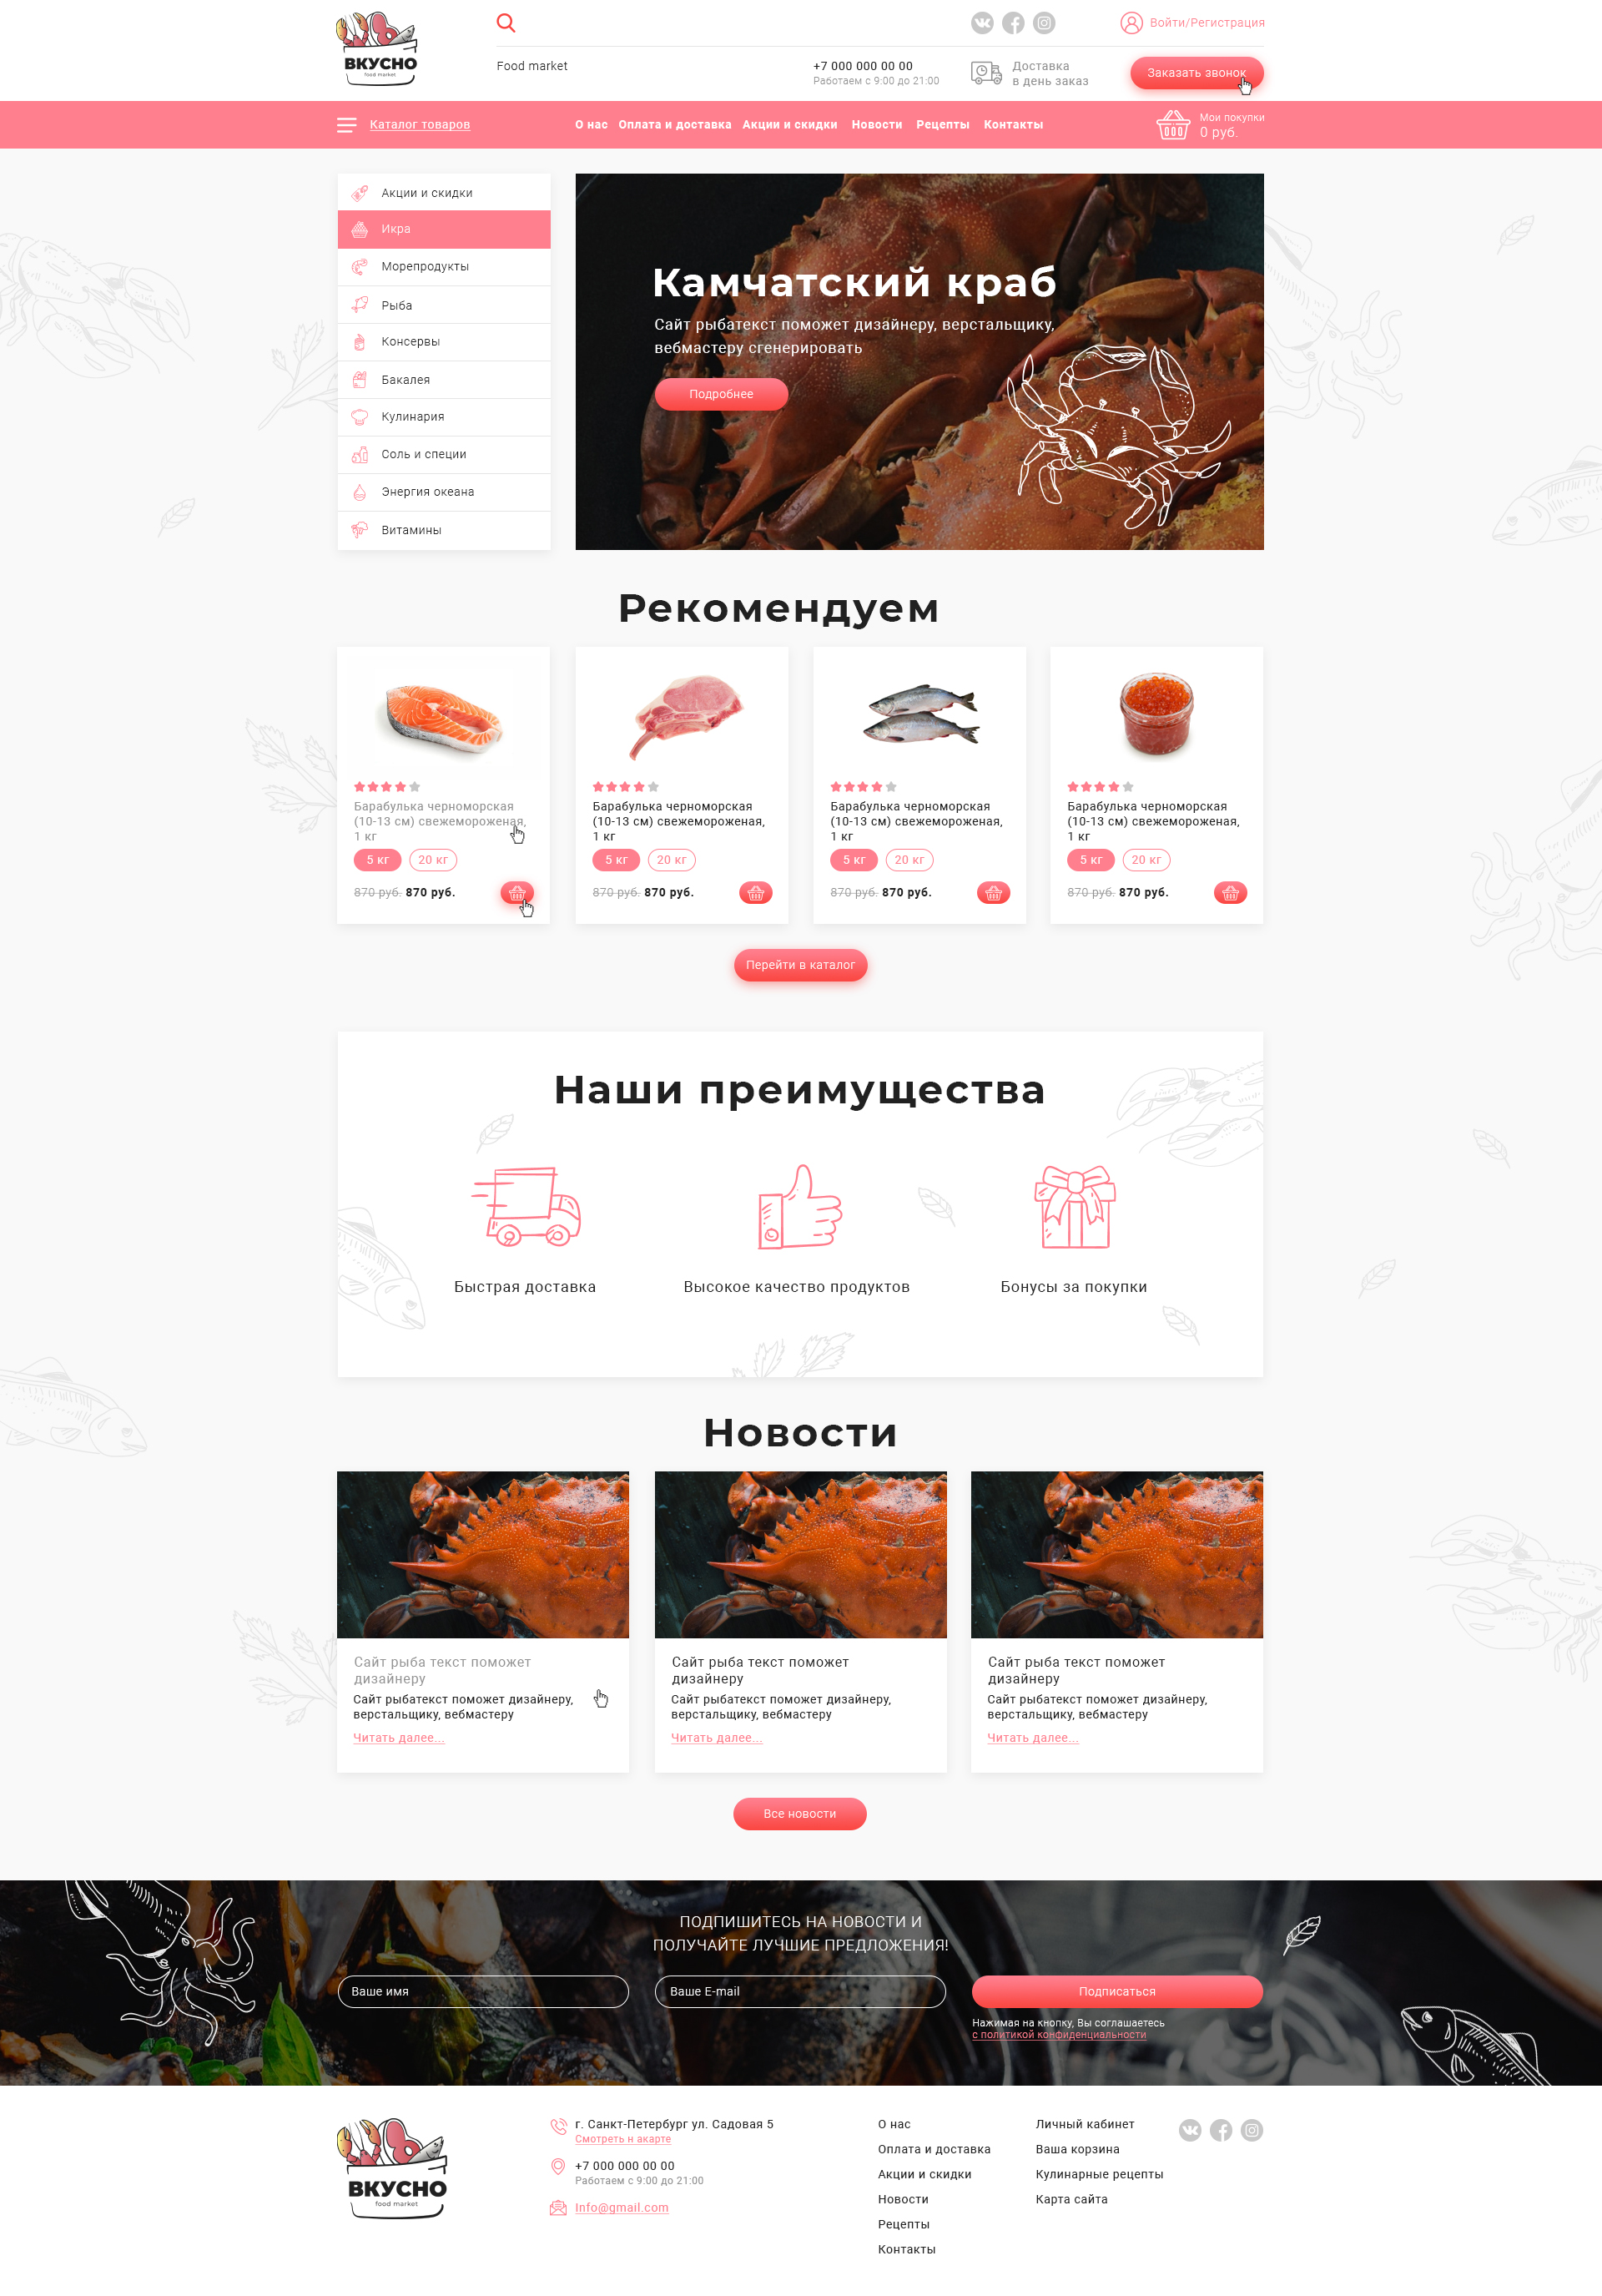 ВКУСНО
food market
Войти/Регистрация
Food market
+7 000 000 00 00
Работаем с 9:00 до 21:00
Доставка
в день заказ
Заказать звонок
Каталог товаров
О нас
Оплата и доставка
Акции и скидки
Новости
Рецепты
Контакты
Мои покупки
0 руб.
Акции и скидки
Икра
Морепродукты
Рыба
Консервы
Бакалея
Кулинария
Соль и специи
Энергия океана
Витамины
Камчатский краб
Сайт рыбатекст поможет дизайнеру, верстальщику,
вебмастеру сгенерировать
Подробнее
Рекомендуем
Барабулька черноморская
(10-13 см) свежемороженая,
1 кг
5 кг 20 кг
870 руб. 870 руб.
Барабулька черноморская
(10-13 см) свежемороженая,
1 кг
5 кг 20 кг
870 руб. 870 руб.
Барабулька черноморская
(10-13 см) свежемороженая,
1 кг
5 кг 20 кг
870 руб. 870 руб.
Барабулька черноморская
(10-13 см) свежемороженая,
1 кг
5 кг 20 кг
870 руб. 870 руб.
Перейти в каталог
Наши преимущества
Быстрая доставка
Высокое качество продуктов
Бонусы за покупки
Новости
Сайт рыба текст поможет
дизайнеру
Сайт рыбатекст поможет дизайнеру,
верстальщику, вебмастеру
Читать далее...
Сайт рыба текст поможет
дизайнеру
Сайт рыбатекст поможет дизайнеру,
верстальщику, вебмастеру
Читать далее...
Сайт рыба текст поможет
дизайнеру
Сайт рыбатекст поможет дизайнеру,
верстальщику, вебмастеру
Читать далее...
Все новости
ПОДПИШИТЕСЬ НА НОВОСТИ И
ПОЛУЧАЙТЕ ЛУЧШИЕ ПРЕДЛОЖЕНИЯ!
Ваше имя
Ваше E-mail
Подписаться
Нажимая на кнопку, Вы соглашаетесь
с политикой конфиденциальности
ВКУСНО
food market
г. Санкт-Петербург ул. Садовая 5
Смотреть н акарте
+7 000 000 00 00
Работаем с 9:00 до 21:00
Info@gmail.com
О нас
Оплата и доставка
Акции и скидки
Новости
Рецепты
Контакты
Личный кабинет
Ваша корзина
Кулинарные рецепты
Карта сайта